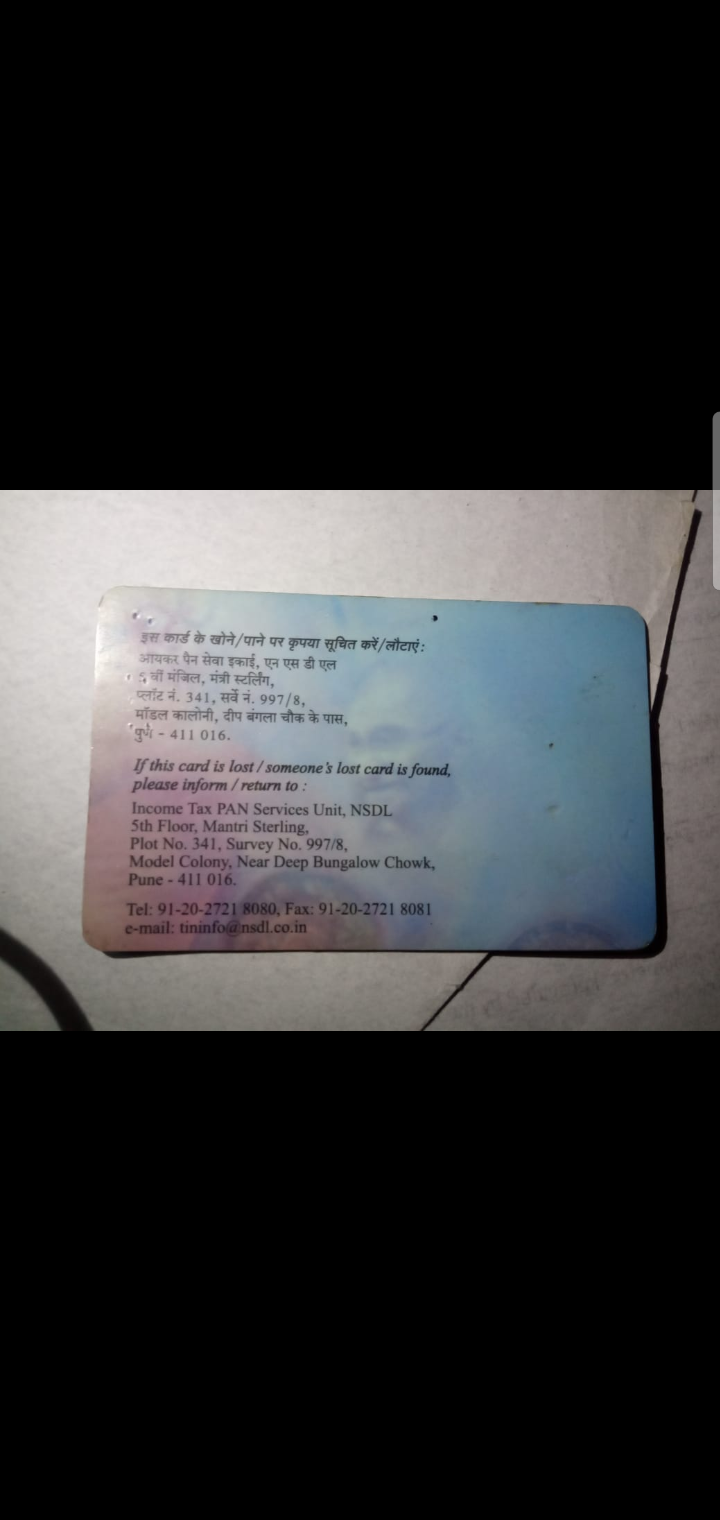 इस कार्ड के खोने/पाने पर कृपया सूचित करें/लौटाएं :
आयकर पैन सेवा इकाई, एन एस डी एल
वीं मंजिल, मंत्री स्टर्लिंग,
प्लॉट नं. 341, सर्वे नं. 997/8,
मॉडल कालोनी, दीप बंगला चौक के पास,
पुणे - 411 016.
If this card is lost / someone's lost card is found,
please inform / return to :
Income Tax PAN Services Unit, NSDL
5th Floor, Mantri Sterling,
Plot No. 341, Survey No. 997/8,
Model Colony, Near Deep Bungalow Chowk,
Pune - 411 016.
Tel: 91-20-2721 8080, Fax: 91-20-2721 8081
e-mail: tininfo@nsdl.co.in